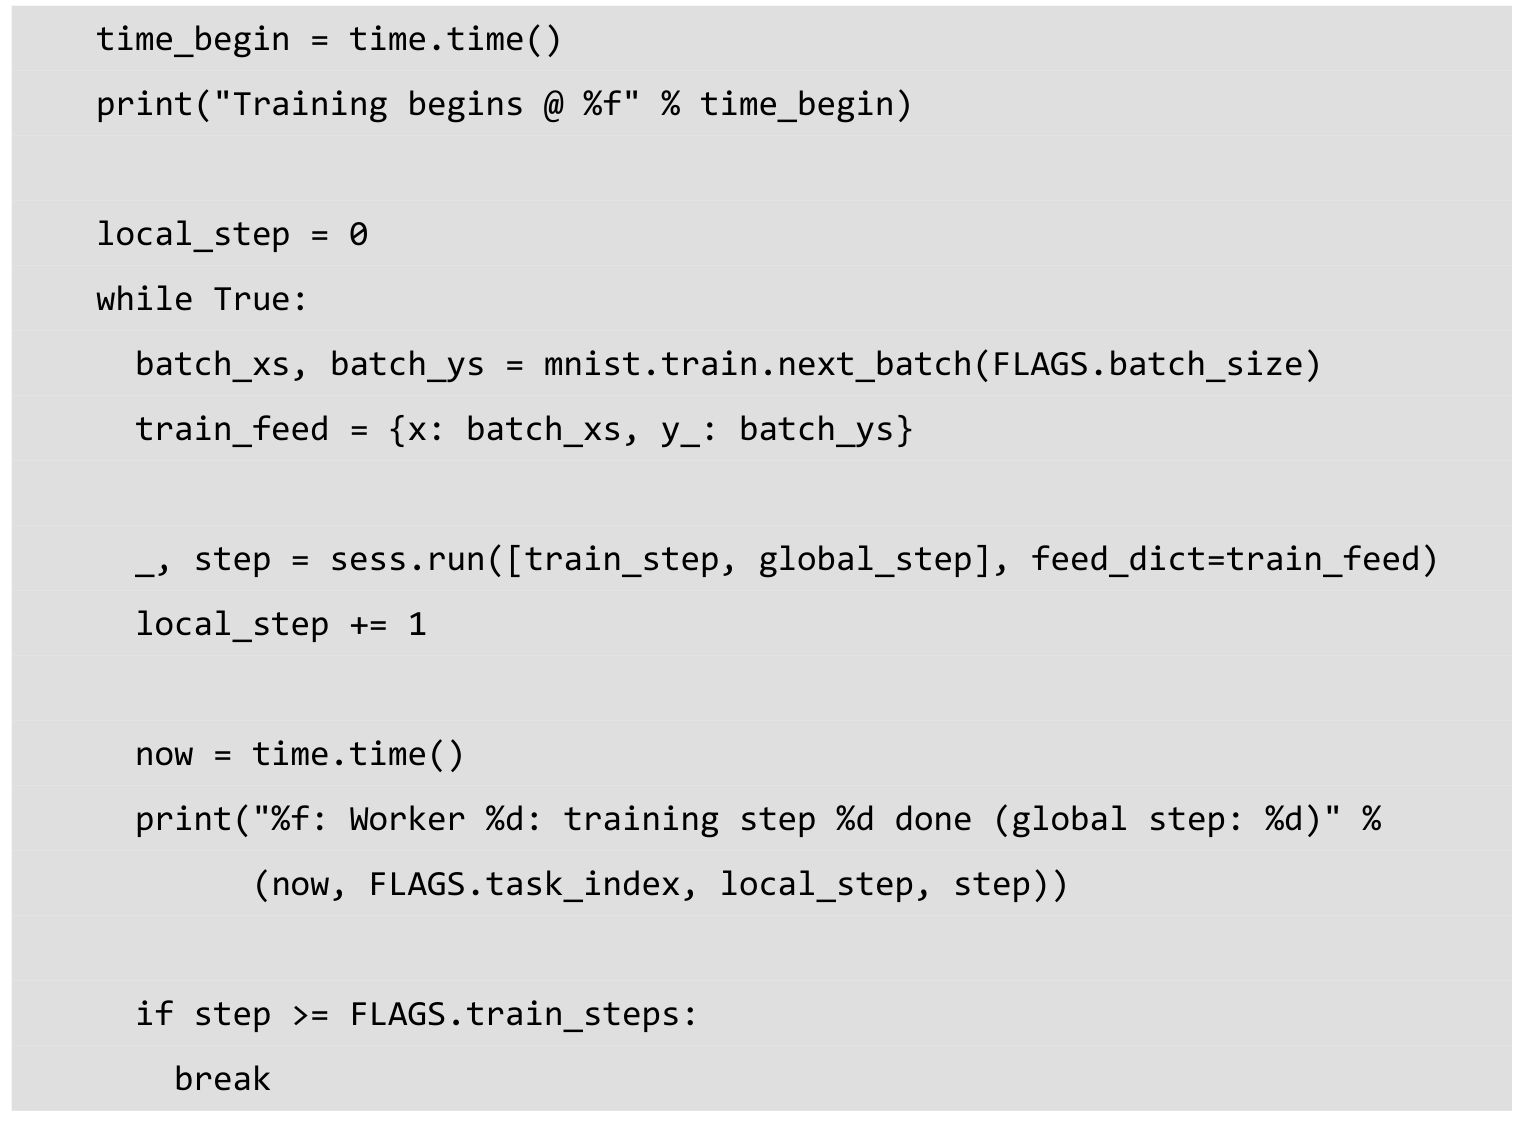 time_begin = time.time()
print("Training begins @ %f" % time_begin)
local_step = 0
while True:
batch_xs, batch_ys = mnist.train.next_batch(FLAGS.batch_size)
train_feed = {x: batch_xs, y_: batch_ys}
_, step = sess.run([train_step, global_step], feed_dict=train_feed)
local_step += 1
now = time.time()
print("%f: Worker %d: training step %d done (global step: %d)" %
(now, FLAGS.task_index, local_step, step))
if step >= FLAGS.train_steps:
break